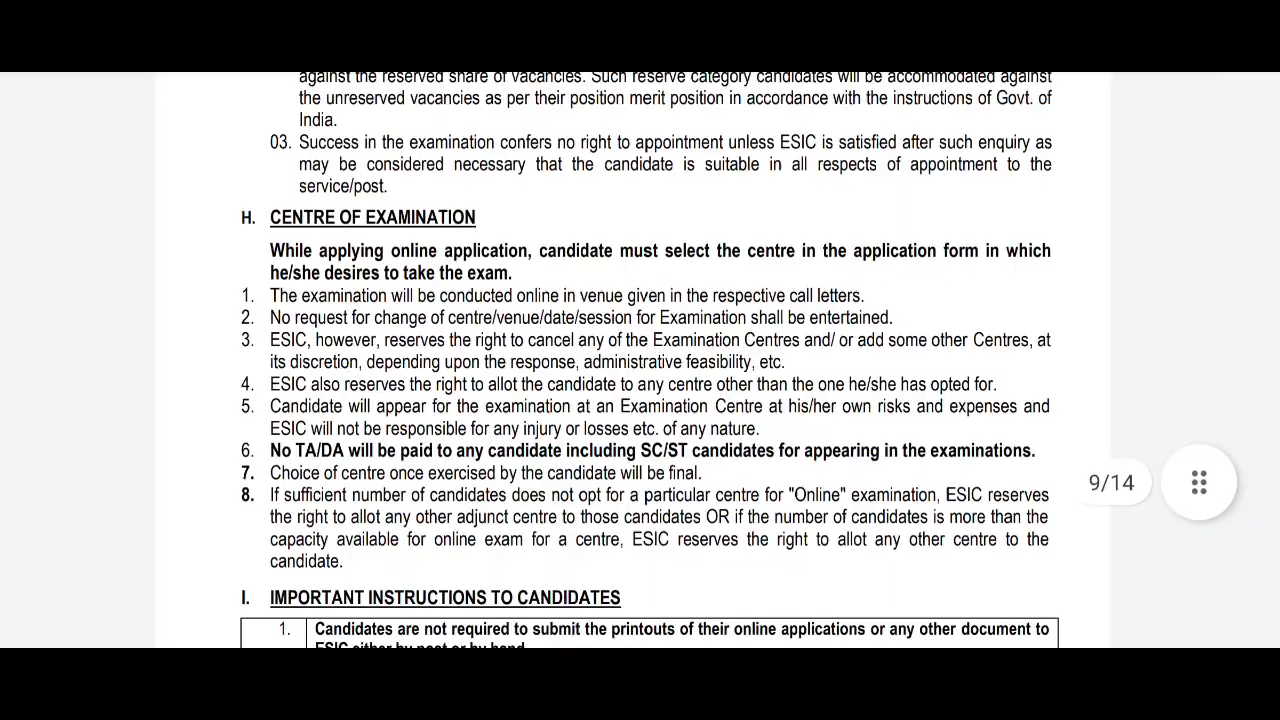 against the reserved share of vacancies. Such reserve category candidates will be accommodated against
the unreserved vacancies as per their position merit position in accordance with the instructions of Govt. of
India.
03. Success in the examination confers no right to appointment unless ESIC is satisfied after such enquiry as
may be considered necessary that the candidate is suitable in all respects of appointment to the
service/post.
H. CENTRE OF EXAMINATION
While applying online application, candidate must select the centre in the application form in which
he/she desires to take the exam.
1. The examination will be conducted online in venue given in the respective call letters.
2. No request for change of centre/venue/date/session for Examination shall be entertained.
3. ESIC, however, reserves the right to cancel any of the Examination Centres and/ or add some other Centres, at
its discretion, depending upon the response, administrative feasibility, etc.
4. ESIC also reserves the right to allot the candidate to any centre other than the one he/she has opted for.
5. Candidate will appear for the examination at an Examination Centre at his/her own risks and expenses and
ESIC will not be responsible for any injury or losses etc. of any nature.
6. No TA/DA will be paid to any candidate including SC/ST candidates for appearing in the examinations.
7. Choice of centre once exercised by the candidate will be final.
8. If sufficient number of candidates does not opt for a particular centre for "Online" examination, ESIC reserves
the right to allot any other adjunct centre to those candidates OR if the number of candidates is more than the
capacity available for online exam for a centre, ESIC reserves the right to allot any other centre to the
candidate.
9/14
I. IMPORTANT INSTRUCTIONS TO CANDIDATES
1. Candidates are not required to submit the printouts of their online applications or any other document to
ESIC either by post or by hand